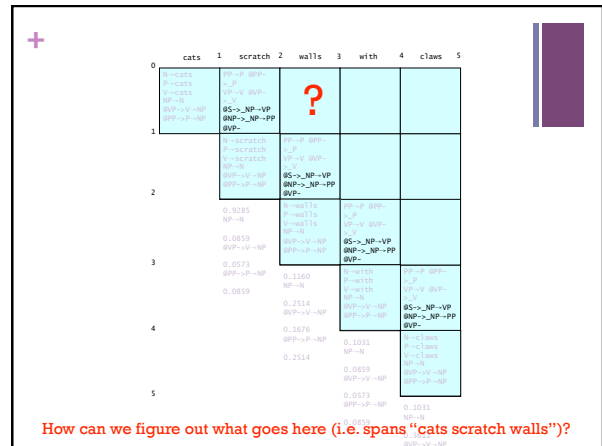 +
cats 1 scratch 2 walls 3 with 4 claws 5
0
N→cats
P→cats
V→cats
NP→N
@VP->V→NP
@PP->P→NP
PP→P @PP-
>_P
VP→V @VP-
>_V
@S->_NP→VP
@NP->_NP→PP
@VP-
?
1
N→scratch
P→scratch
V→scratch
NP→N
@VP->V→NP
@PP->P→NP
PP→P @PP-
>_P
VP→V @VP-
>_V
@S->_NP→VP
@NP->_NP→PP
@VP-
2
0.9285
NP→N
0.0859
@VP->V→NP
0.0573
@PP->P→NP
0.0859
N→walls
P→walls
V→walls
NP→N
@VP->V→NP
@PP->P→NP
PP→P @PP-
>_P
VP→V @VP-
>_V
@S->_NP→VP
@NP->_NP→PP
@VP-
3
0.1160
NP→N
0.2514
@VP->V→NP
0.1676
@PP->P→NP
0.2514
N→with
P→with
V→with
NP→N
@VP->V→NP
@PP->P→NP
PP→P @PP-
>_P
VP→V @VP-
>_V
@S->_NP→VP
@NP->_NP→PP
@VP-
4
0.1031
NP→N
0.0859
@VP->V→NP
0.0573
@PP->P→NP
0.0859
N→claws
P→claws
V→claws
NP→N
@VP->V→NP
@PP->P→NP
5
0.1031
NP→N
How can we figure out what goes here (i.e. spans “cats scratch walls”)?
@VP->V→NP